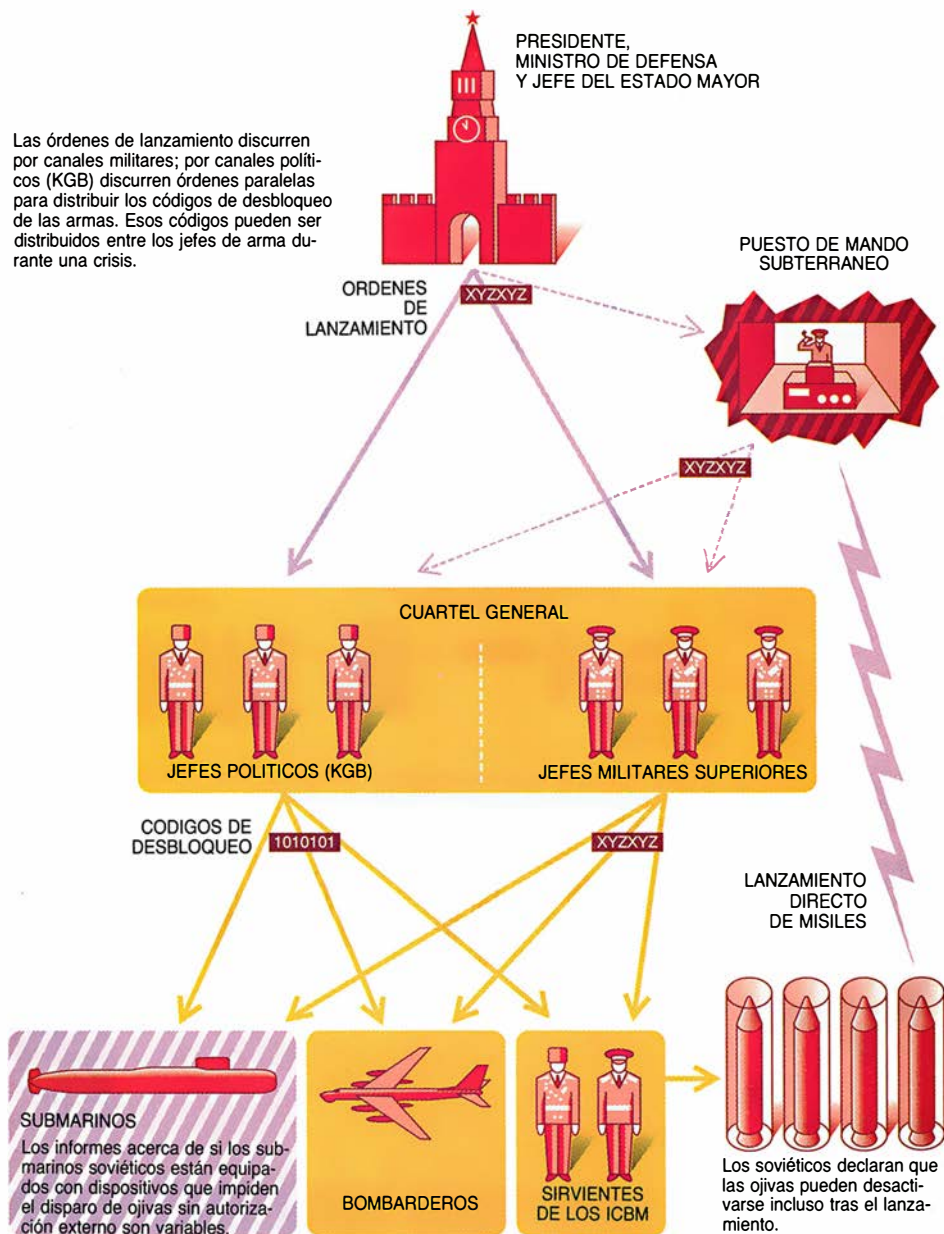 PRESIDENTE,
MINISTRO DE DEFENSA
Y JEFE DEL ESTADO MAYOR
Las órdenes de lanzamiento discurren
por canales militares; por canales políti-
cos (KGB) discurren órdenes paralelas
para distribuir los códigos de desbloqueo
de las armas. Esos códigos pueden ser
distribuidos entre los jefes de arma du-
rante una crisis.
PUESTO DE MANDO
SUBTERRANEO
ORDENES
DE
LANZAMIENTO
XYZXYZ
XYZXYZ
CUARTEL GENERAL
JEFES POLITICOS (KGB)
JEFES MILITARES SUPERIORES
CODIGOS DE
DESBLOQUEO
1010101
XYZXYZ
LANZAMIENTO
DIRECTO
DE MISILES
SUBMARINOS
Los informes acerca de si los sub-
marinos soviéticos están equipa-
dos con dispositivos que impiden
el disparo de ojivas sin autoriza-
ción externo son variables.
BOMBARDEROS
SIRVIENTES
DE LOS ICBM
Los soviéticos declaran que
las ojivas pueden desacti-
varse incluso tras el lanza-
miento.